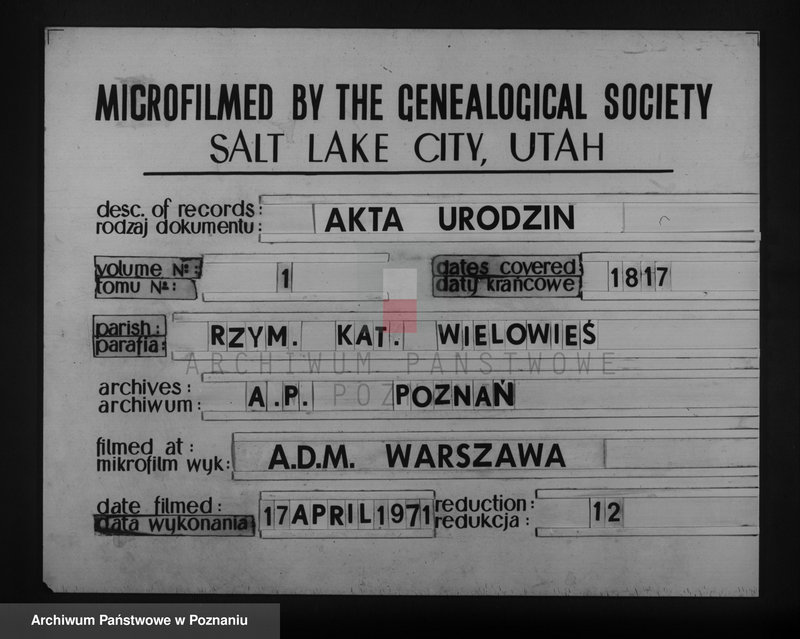 MICROFILMED BY THE GENEALOGICAL SOCIETY
SALT LAKE CITY, UTAH
desc. of records:
rodzaj dokumentu:
AKTA URODZIN
volume №:
tomu №:
1
dates covered
daty krańcowe
1817
parish:
parafia:
RZYM. KAT. WIELOWIEŚ
ARCHIWUM PAŃSTWOWE
POZNAŃ
archives:
archiwum:
A.P. POZNAŃ
filmed at:
mikrofilm wyk:
A.D.M. WARSZAWA
date filmed:
data wykonania
17 APRIL 1971
reduction:
redukcja:
12
Archiwum Państwowe w Poznaniu